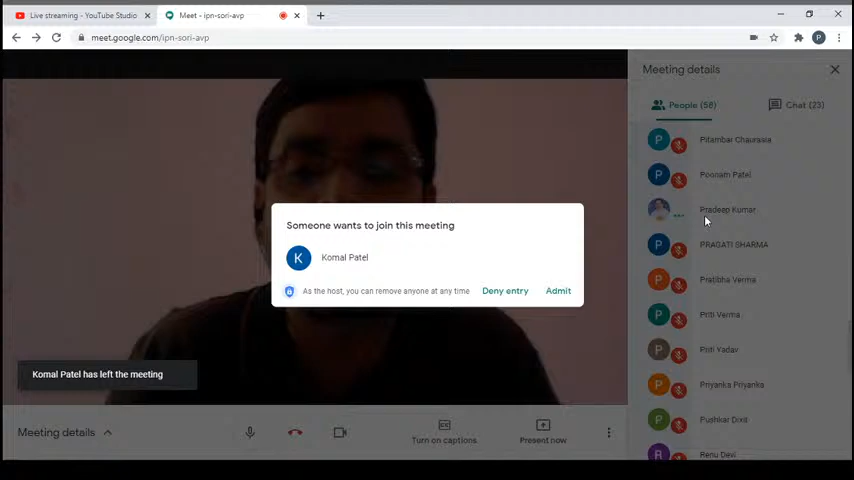 Live streaming - YouTube Studio
Meet - ipn-sori-avp
meet.google.com/ipn-sori-avp
P
Meeting details
People (58)
Chat (23)
P Pitambar Chaurasia
P Poonam Patel
Pradeep Kumar
P PRAGATI SHARMA
P Pratibha Verma
P Priti Verma
P Priti Yadav
P Priyanka Priyanka
P Pushkar Dixit
R Renu Devi
Someone wants to join this meeting
K Komal Patel
As the host, you can remove anyone at any time
Deny entry
Admit
Komal Patel has left the meeting
Meeting details
Turn on captions
Present now